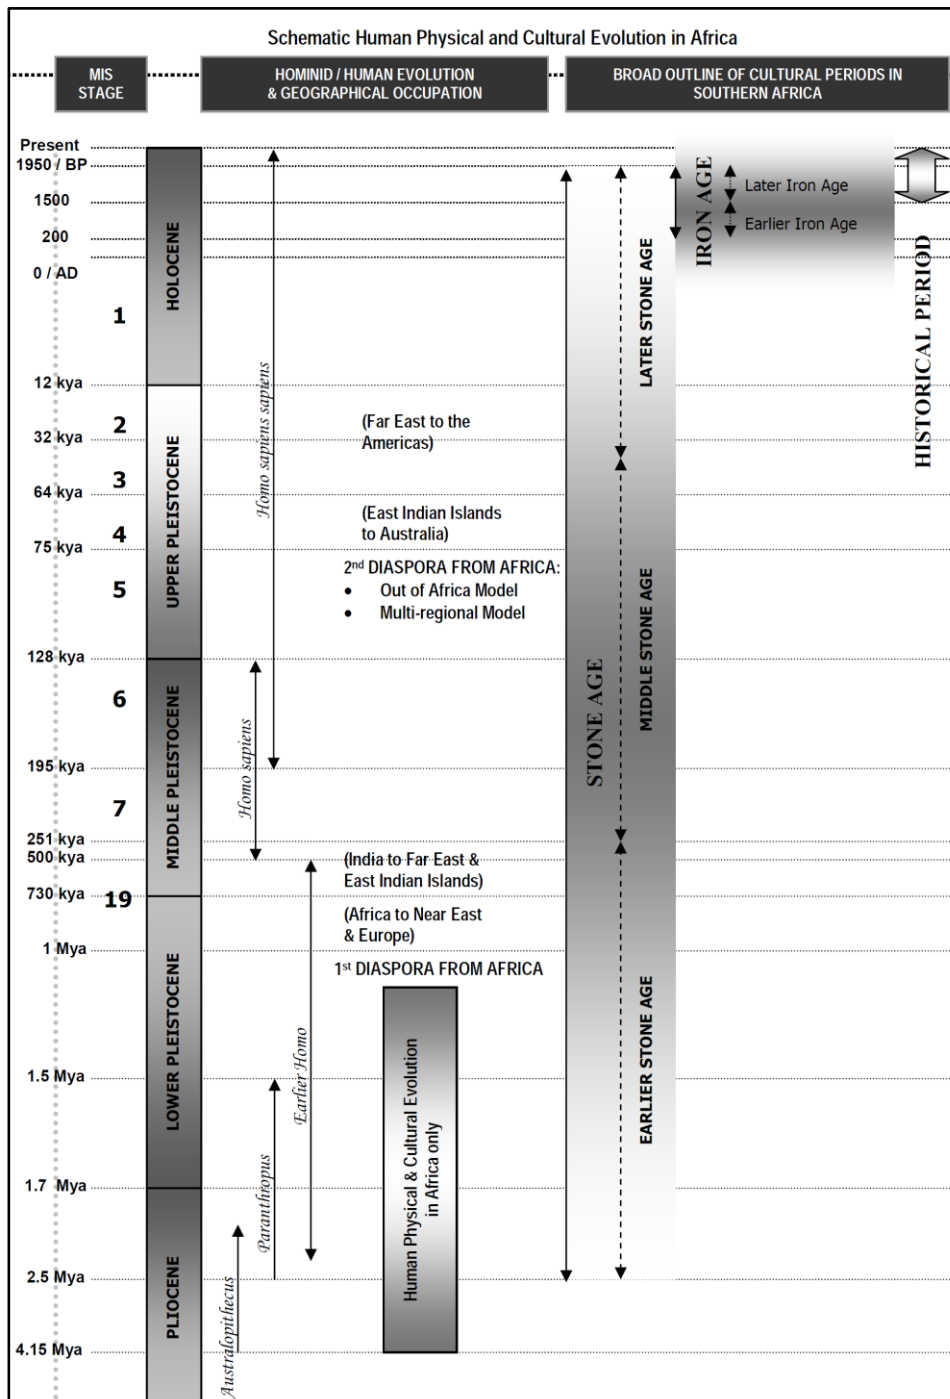 Schematic Human Physical and Cultural Evolution in Africa
MIS
STAGE
HOMINID / HUMAN EVOLUTION
& GEOGRAPHICAL OCCUPATION
BROAD OUTLINE OF CULTURAL PERIODS IN
SOUTHERN AFRICA
Present
1950 / BP
1500
200
0 / AD
12 kya
32 kya
64 kya
75 kya
128 kya
195 kya
251 kya
500 kya
730 kya
1 Mya
1.5 Mya
1.7 Mya
2.5 Mya
4.15 Mya
1
2
3
4
5
6
7
19
HOLOCENE
UPPER PLEISTOCENE
MIDDLE PLEISTOCENE
LOWER PLEISTOCENE
PLIOCENE
Homo sapiens sapiens
Homo sapiens
Earlier Homo
Paranthropus
Australopithecus
(Far East to the
Americas)
(East Indian Islands
to Australia)
2nd DIASPORA FROM AFRICA:
• Out of Africa Model
• Multi-regional Model
(India to Far East &
East Indian Islands)
(Africa to Near East
& Europe)
1st DIASPORA FROM AFRICA
Human Physical & Cultural Evolution
in Africa only
STONE AGE
LATER STONE AGE
MIDDLE STONE AGE
EARLIER STONE AGE
IRON AGE
Later Iron Age
Earlier Iron Age
HISTORICAL PERIOD